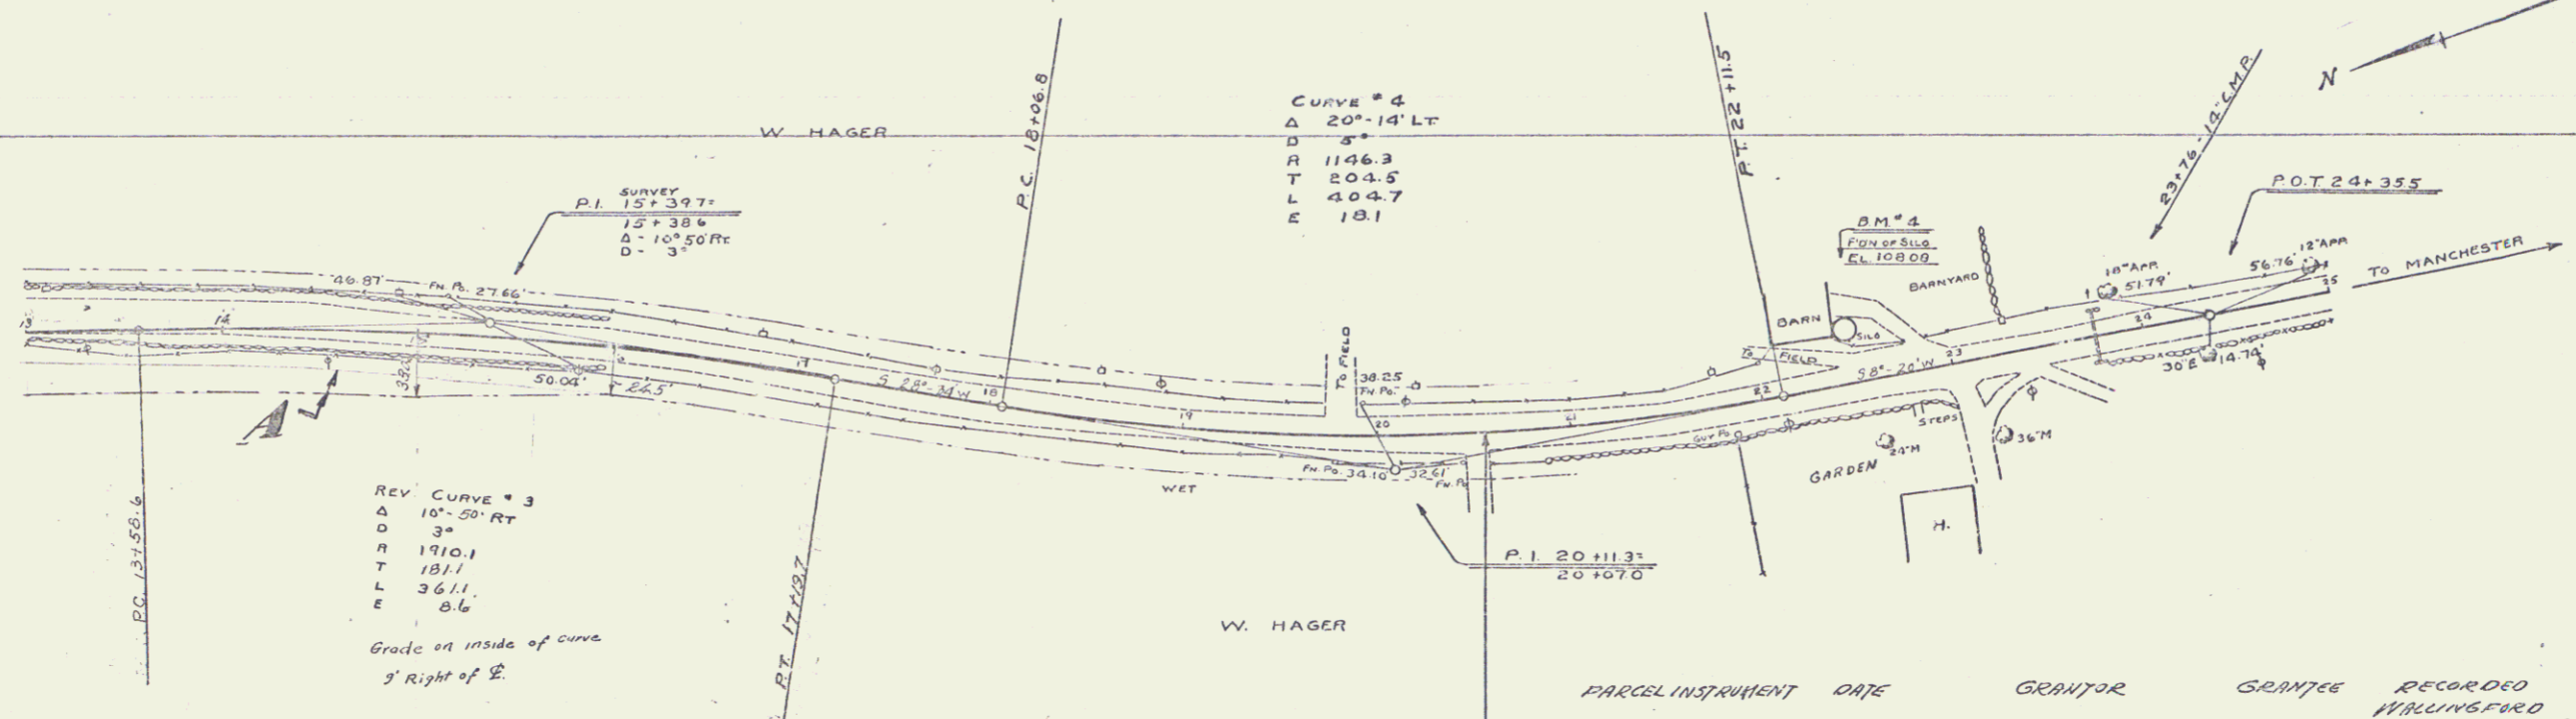 W HAGER
SURVEY
P.I. 15+39.7=
15+38.6
Δ - 10°50' Rt
D - 3°
P.C. 18+06.8
CURVE #4
Δ 20°-14' LT
D 5°
R 1146.3
T 204.5
L 404.7
E 18.1
P.T. 22+11.5
23+76 - 14" C.M.P.
N
P.O.T. 24+35.5
B.M. #4
F'DN OF SILO
EL. 108.08
BARNYARD
18" APR
51.79'
56.76'
12" APR
TO MANCHESTER
46.87'
FN. PO. 27.66'
13
14
50.04'
24.5'
17
S 28°-34' W
18
19
TO FIELD
38.25
FN. PO.
20
21
22
BARN
SILO
TO FIELD
S 8°-20' W
23
24
25
30" E
14.74'
FN. PO. 34.10'
32.61'
FN. PO.
WET
GUY PO.
STEPS
24" M
36" M
GARDEN
H.
A
P.C. 13+58.6
REV. CURVE #3
Δ 10°-50' RT
D 3°
R 1910.1
T 181.1
L 361.1
E 8.6
Grade on inside of curve
9' Right of ℄.
P.T. 17+19.7
P.I. 20+11.3=
20+07.0
W. HAGER
PARCEL INSTRUMENT DATE GRANTOR GRANTEE RECORDED
WALLINGFORD